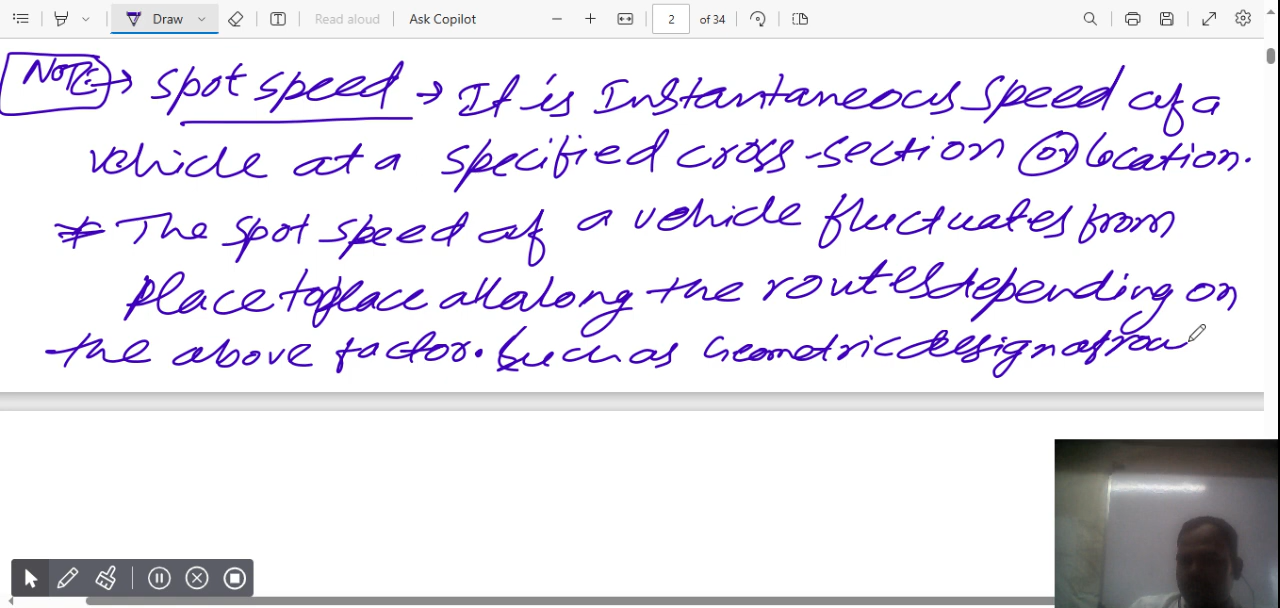 Draw
Read aloud
Ask Copilot
2
of 34
NOTE:→ Spot speed → It is Instantaneous Speed of a
vehicle at a specified cross-section or location.
* The spot speed of a vehicle fluctuates from
place to place all along the routes depending on
the above factor. Such as Geometric design of roa